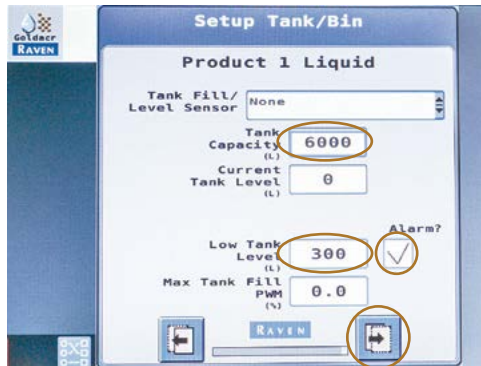 Setup Tank/Bin
Goldacr
RAVEN
Product 1 Liquid
Tank Fill/
Level Sensor None
Tank
Capacity 6000
(L)
Current
Tank Level 0
(L)
Alarm?
Low Tank
Level 300
(L)
Max Tank Fill
PWM 0.0
(%)
RAVEN